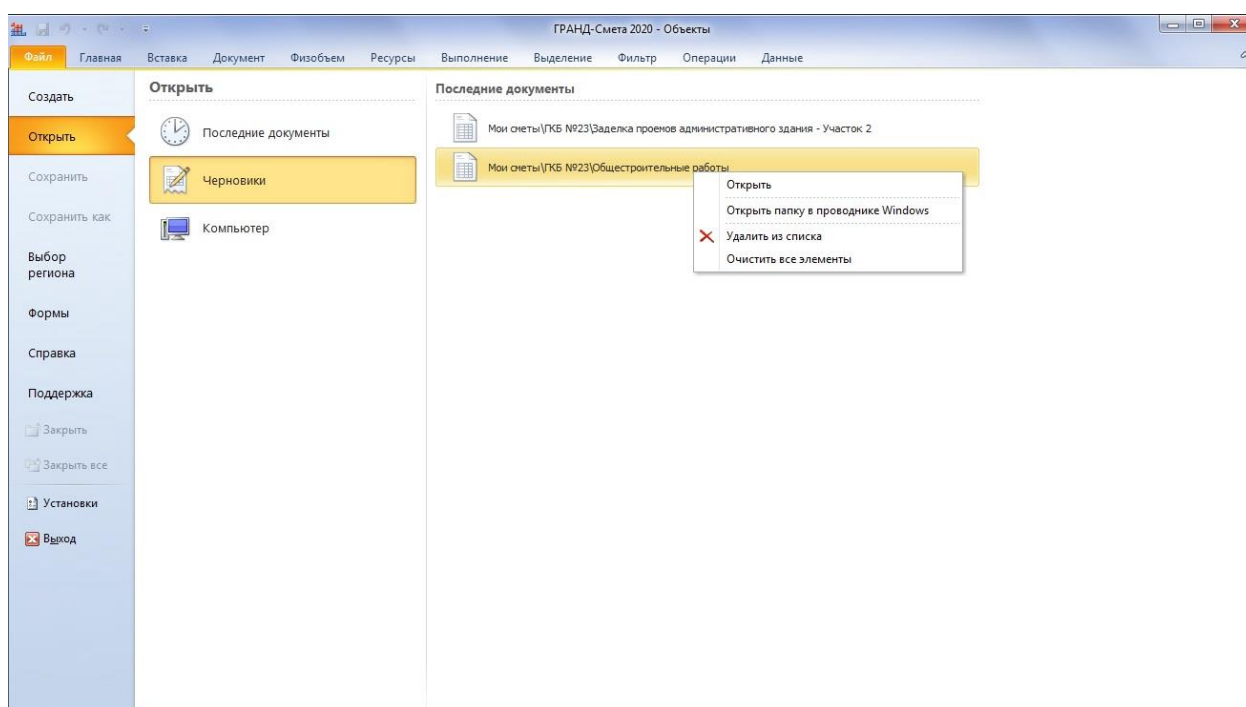 ГРАНД-Смета 2020 - Объекты
Файл Главная Вставка Документ Физобъем Ресурсы Выполнение Выделение Фильтр Операции Данные
Создать
Открыть
Сохранить
Сохранить как
Выбор
региона
Формы
Справка
Поддержка
Закрыть
Закрыть все
Установки
Выход
Открыть
Последние документы
Черновики
Компьютер
Последние документы
Мои сметы\ГКБ №23\Заделка проемов административного здания - Участок 2
Мои сметы\ГКБ №23\Общестроительные работы
Открыть
Открыть папку в проводнике Windows
Удалить из списка
Очистить все элементы